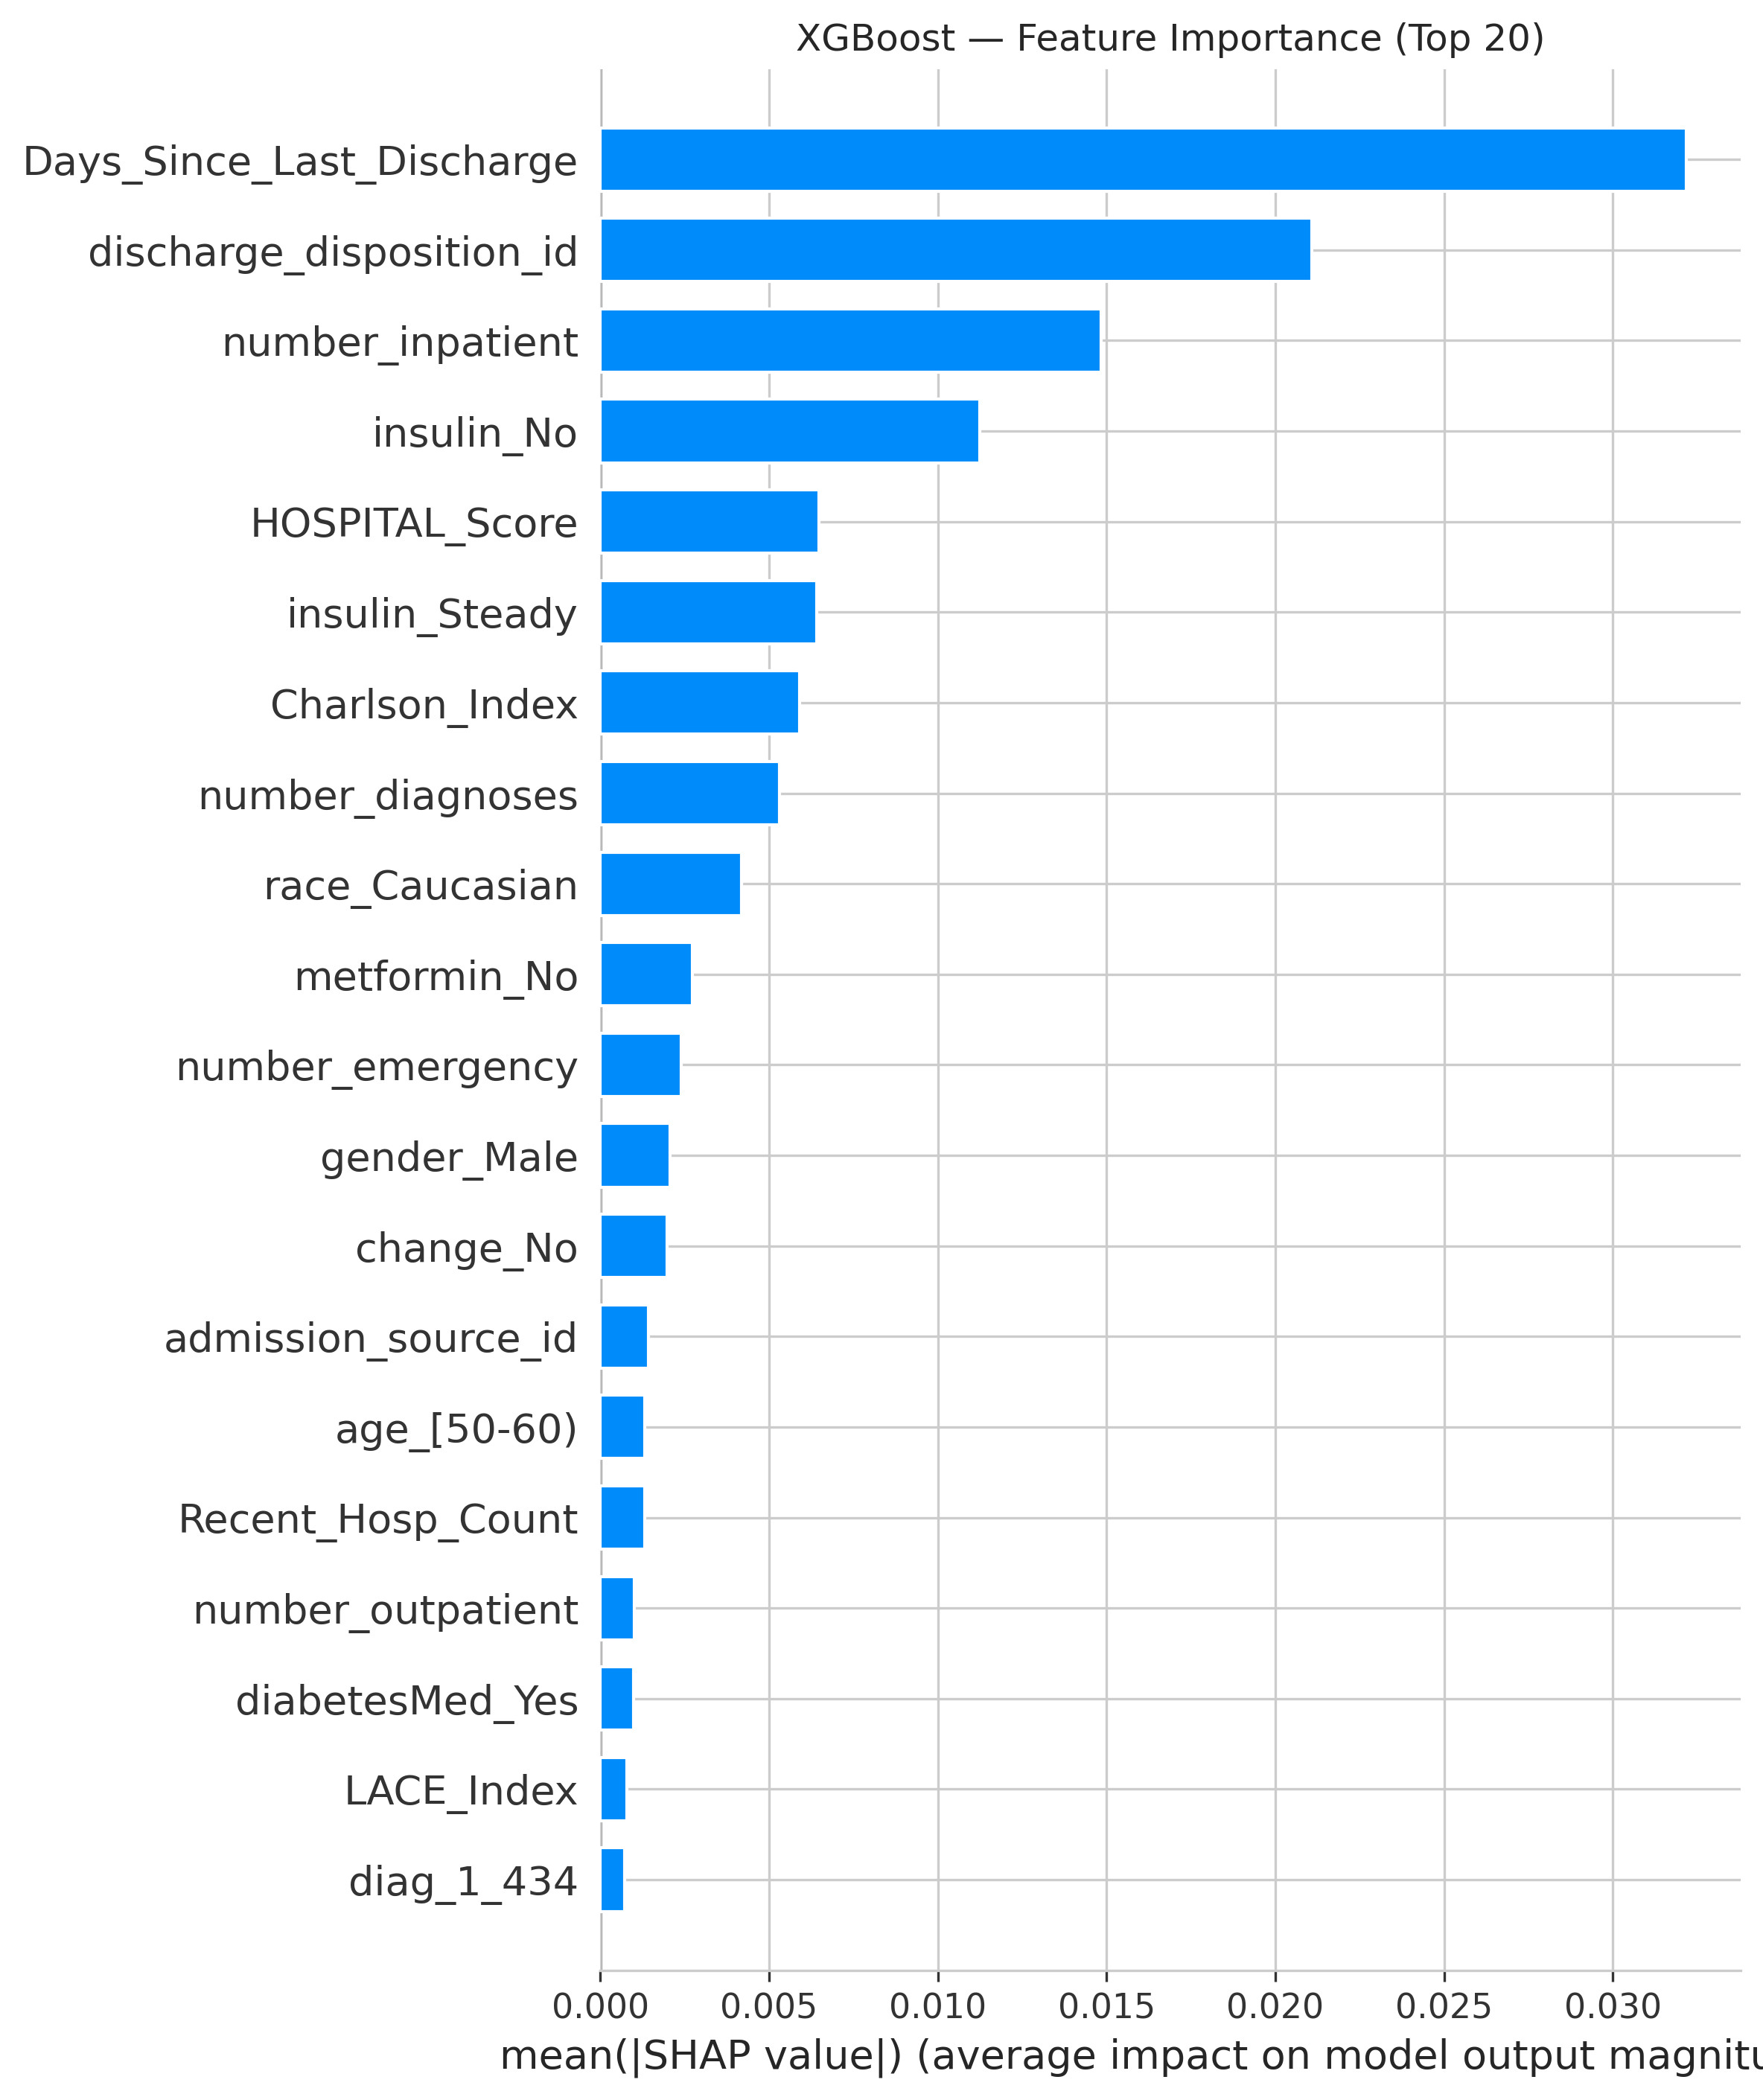 XGBoost — Feature Importance (Top 20)
Days_Since_Last_Discharge
discharge_disposition_id
number_inpatient
insulin_No
HOSPITAL_Score
insulin_Steady
Charlson_Index
number_diagnoses
race_Caucasian
metformin_No
number_emergency
gender_Male
change_No
admission_source_id
age_[50-60)
Recent_Hosp_Count
number_outpatient
diabetesMed_Yes
LACE_Index
diag_1_434
0.000 0.005 0.010 0.015 0.020 0.025 0.030
mean(|SHAP value|) (average impact on model output magnitu